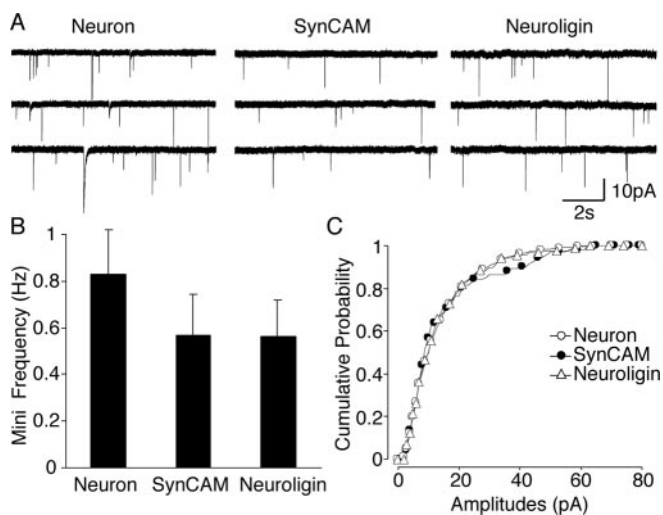 A
Neuron SynCAM Neuroligin
10pA
2s
B
Mini Frequency (Hz)
1
0.8
0.6
0.4
0.2
0
Neuron SynCAM Neuroligin
C
Cumulative Probability
1
0.8
0.6
0.4
0.2
0
Neuron
SynCAM
Neuroligin
0 20 40 60 80
Amplitudes (pA)